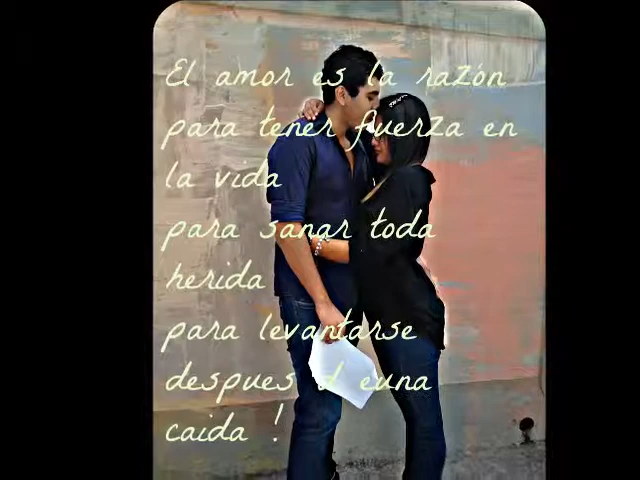 El amor es la razón
para tener fuerza en
la vida
para sanar toda
herida
para levantarse
despues d euna
caida !